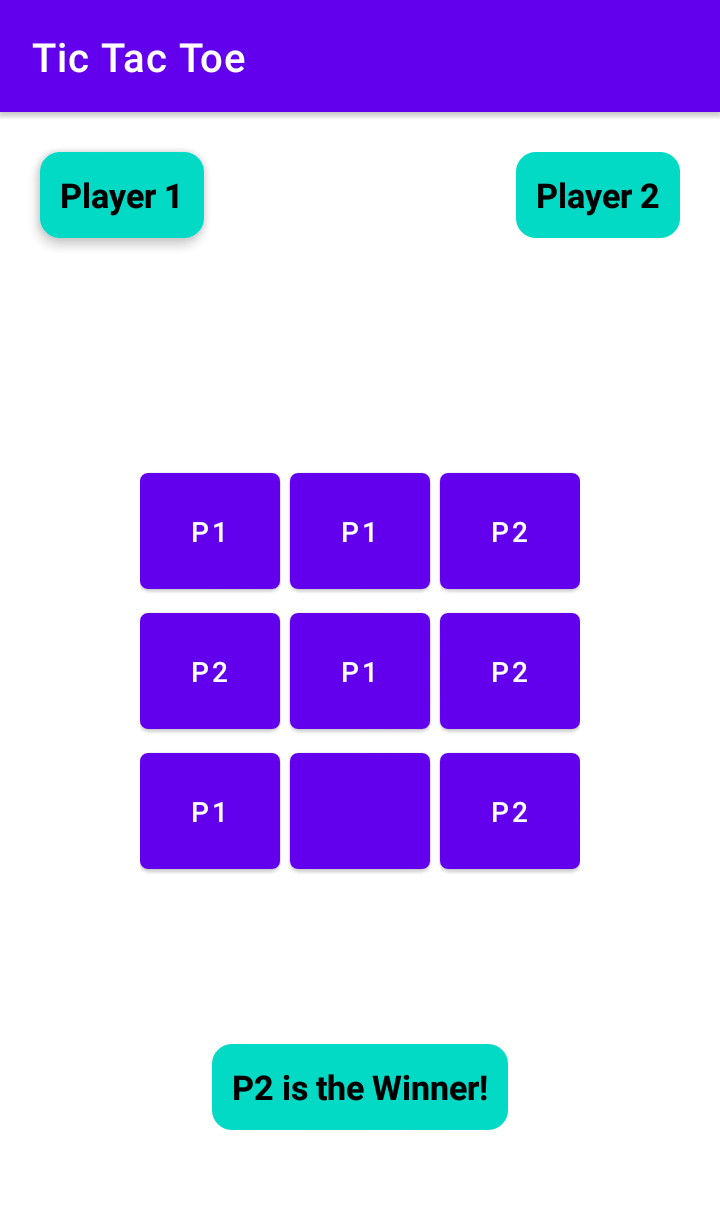 Tic Tac Toe
Player 1 Player 2
P1 P1 P2
P2 P1 P2
P1 P2
P2 is the Winner!